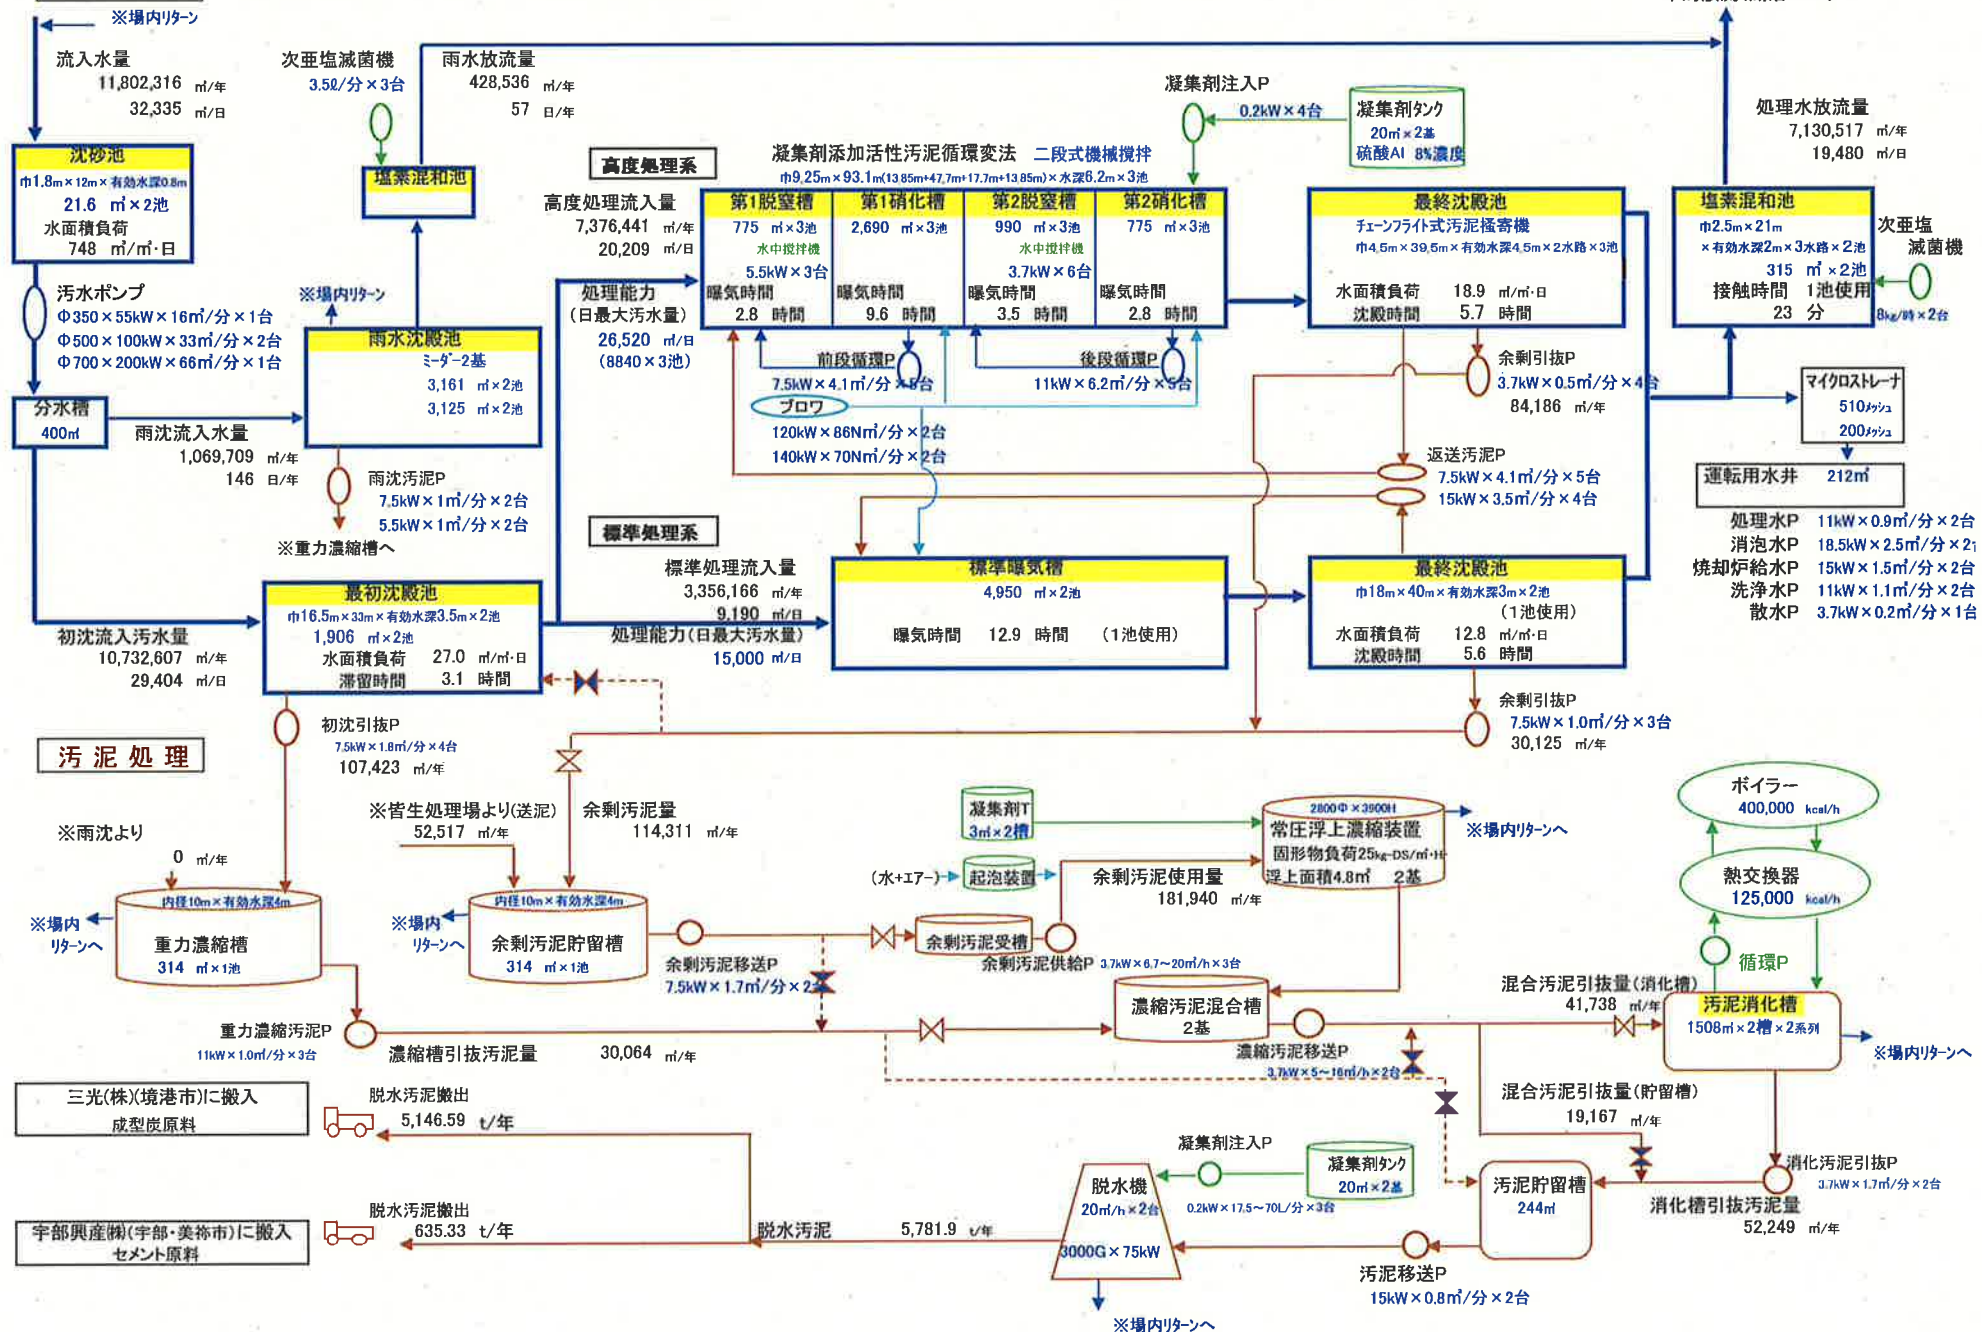 ※場内リターン
流入水量
11,802,316 ㎥/年
32,335 ㎥/日
次亜塩滅菌機
3.5ℓ/分×3台
雨水放流量
428,536 ㎥/年
57 日/年
凝集剤注入P
0.2kW×4台
凝集剤タンク
20㎥×2基
硫酸Al 8%濃度
処理水放流量
7,130,517 ㎥/年
19,480 ㎥/日
沈砂池
巾1.8m×12m×有効水深0.8m
21.6 ㎡×2池
水面積負荷
748 ㎥/㎡・日
塩素混和池
高度処理系
凝集剤添加活性汚泥循環変法 二段式機械撹拌
巾9.25m×93.1m(13.85m+47.7m+17.7m+13.85m)×水深6.2m×3池
高度処理流入量
7,376,441 ㎥/年
20,209 ㎥/日
処理能力
(日最大汚水量)
26,520 ㎥/日
(8840×3池)
第1脱窒槽
775 ㎥×3池
水中撹拌機
5.5kW×3台
曝気時間
2.8 時間
第1硝化槽
2,690 ㎥×3池
曝気時間
9.6 時間
第2脱窒槽
990 ㎥×3池
水中撹拌機
3.7kW×6台
曝気時間
3.5 時間
第2硝化槽
775 ㎥×3池
曝気時間
2.8 時間
最終沈殿池
チェーンフライト式汚泥掻寄機
巾4.5m×39.5m×有効水深4.5m×2水路×3池
水面積負荷 18.9 ㎥/㎡・日
沈殿時間 5.7 時間
塩素混和池
巾2.5m×21m
×有効水深2m×3水路×2池
315 ㎥×2池
接触時間 1池使用
23 分
次亜塩
滅菌機
8kg/時×2台
汚水ポンプ
Φ350×55kW×16㎥/分×1台
Φ500×100kW×33㎥/分×2台
Φ700×200kW×66㎥/分×1台
※場内リターン
雨水沈殿池
ミーダー2基
3,161 ㎥×2池
3,125 ㎥×2池
分水槽
400㎥
雨沈流入水量
1,069,709 ㎥/年
146 日/年
雨沈汚泥P
7.5kW×1㎥/分×2台
5.5kW×1㎥/分×2台
※重力濃縮槽へ
前段循環P
7.5kW×4.1㎥/分×5台
後段循環P
11kW×6.2㎥/分×5台
ブロワ
120kW×86N㎥/分×2台
140kW×70N㎥/分×2台
余剰引抜P
3.7kW×0.5㎥/分×4台
84,186 ㎥/年
返送汚泥P
7.5kW×4.1㎥/分×5台
15kW×3.5㎥/分×4台
マイクロストレーナ
510メッシュ
200メッシュ
運転用水井 212㎥
処理水P 11kW×0.9㎥/分×2台
消泡水P 18.5kW×2.5㎥/分×2
焼却炉給水P 15kW×1.5㎥/分×2台
洗浄水P 11kW×1.1㎥/分×2台
散水P 3.7kW×0.2㎥/分×1台
標準処理系
標準処理流入量
3,356,166 ㎥/年
9,190 ㎥/日
処理能力(日最大汚水量)
15,000 ㎥/日
標準曝気槽
4,950 ㎥×2池
曝気時間 12.9 時間 (1池使用)
最終沈殿池
巾18m×40m×有効水深3m×2池
(1池使用)
水面積負荷 12.8 ㎥/㎡・日
沈殿時間 5.6 時間
最初沈殿池
巾16.5m×33m×有効水深3.5m×2池
1,906 ㎥×2池
水面積負荷 27.0 ㎥/㎡・日
滞留時間 3.1 時間
初沈流入汚水量
10,732,607 ㎥/年
29,404 ㎥/日
余剰引抜P
7.5kW×1.0㎥/分×3台
30,125 ㎥/年
汚泥処理
初沈引抜P
7.5kW×1.8㎥/分×4台
107,423 ㎥/年
※雨沈より
0 ㎥/年
※皆生処理場より(送泥)
52,517 ㎥/年
余剰汚泥量
114,311 ㎥/年
凝集剤T
3㎥×2槽
(水+エアー)
起泡装置
2800Φ×3900H
常圧浮上濃縮装置
固形物負荷25kg-DS/㎡・H
浮上面積4.8㎡ 2基
※場内リターンへ
ボイラー
400,000 kcal/h
熱交換器
125,000 kcal/h
循環P
※場内
リターンへ
内径10m×有効水深4m
重力濃縮槽
314 ㎥×1池
※場内
リターンへ
内径10m×有効水深4m
余剰汚泥貯留槽
314 ㎥×1池
余剰汚泥移送P
7.5kW×1.7㎥/分×2台
余剰汚泥受槽
余剰汚泥使用量
181,940 ㎥/年
余剰汚泥供給P 3.7kW×6.7～20㎥/h×3台
濃縮汚泥混合槽
2基
混合汚泥引抜量(消化槽)
41,738 ㎥/年
汚泥消化槽
1508㎥×2槽×2系列
※場内リターンへ
重力濃縮汚泥P
11kW×1.0㎥/分×3台
濃縮槽引抜汚泥量 30,064 ㎥/年
濃縮汚泥移送P
3.7kW×5～16㎥/h×2台
混合汚泥引抜量(貯留槽)
19,167 ㎥/年
三光(株)(境港市)に搬入
成型炭原料
脱水汚泥搬出
5,146.59 t/年
宇部興産㈱(宇部・美祢市)に搬入
セメント原料
脱水汚泥搬出
635.33 t/年
脱水汚泥 5,781.9 t/年
凝集剤注入P
0.2kW×17.5～70L/分×3台
凝集剤タンク
20㎥×2基
脱水機
20㎥/h×2台
3000G×75kW
※場内リターンへ
汚泥移送P
15kW×0.8㎥/分×2台
汚泥貯留槽
244㎥
消化汚泥引抜P
3.7kW×1.7㎥/分×2台
消化槽引抜汚泥量
52,249 ㎥/年